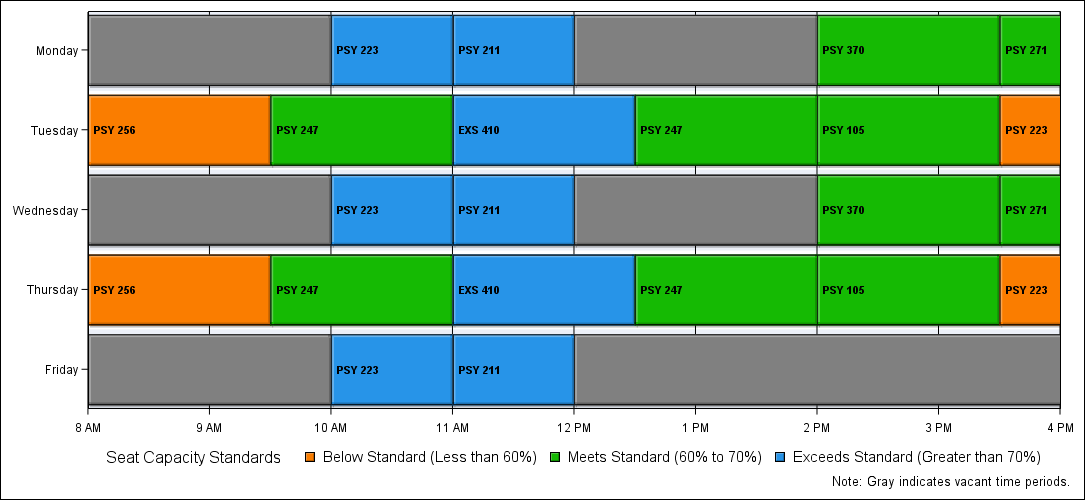 Monday PSY 223 PSY 211 PSY 370 PSY 271
Tuesday PSY 256 PSY 247 EXS 410 PSY 247 PSY 105 PSY 223
Wednesday PSY 223 PSY 211 PSY 370 PSY 271
Thursday PSY 256 PSY 247 EXS 410 PSY 247 PSY 105 PSY 223
Friday PSY 223 PSY 211
8 AM 9 AM 10 AM 11 AM 12 PM 1 PM 2 PM 3 PM 4 PM
Seat Capacity Standards Below Standard (Less than 60%) Meets Standard (60% to 70%) Exceeds Standard (Greater than 70%)
Note: Gray indicates vacant time periods.